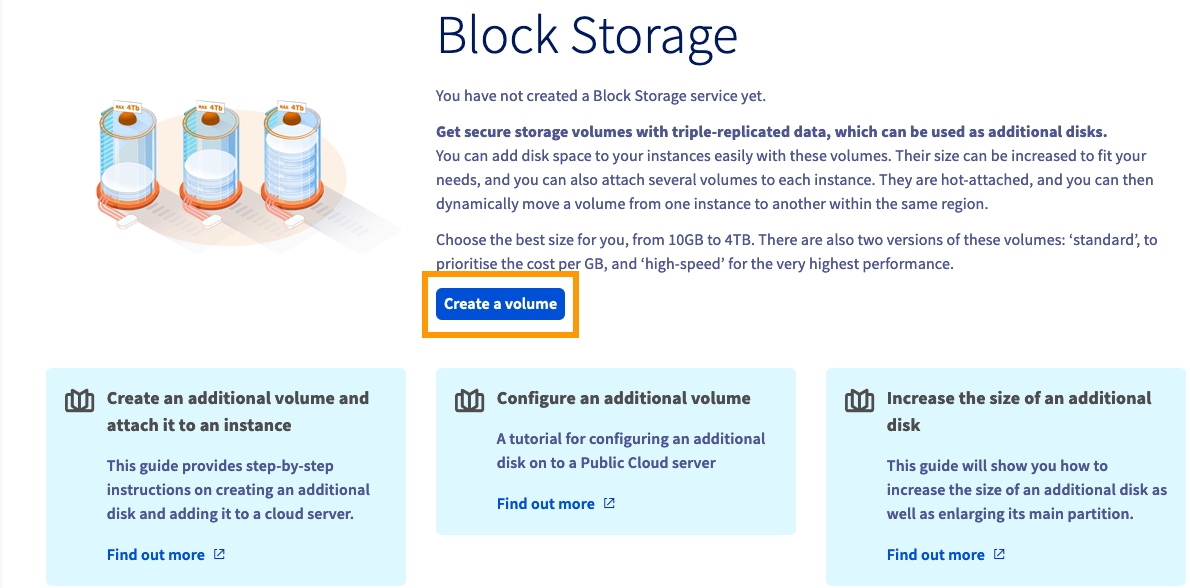 Block Storage
MAX 4Tb
MAX 4Tb
MAX 4Tb
You have not created a Block Storage service yet.
Get secure storage volumes with triple-replicated data, which can be used as additional disks.
You can add disk space to your instances easily with these volumes. Their size can be increased to fit your
needs, and you can also attach several volumes to each instance. They are hot-attached, and you can then
dynamically move a volume from one instance to another within the same region.
Choose the best size for you, from 10GB to 4TB. There are also two versions of these volumes: ‘standard’, to
prioritise the cost per GB, and ‘high-speed’ for the very highest performance.
Create a volume
Create an additional volume and
attach it to an instance
This guide provides step-by-step
instructions on creating an additional
disk and adding it to a cloud server.
Find out more
Configure an additional volume
A tutorial for configuring an additional
disk on to a Public Cloud server
Find out more
Increase the size of an additional
disk
This guide will show you how to
increase the size of an additional disk as
well as enlarging its main partition.
Find out more